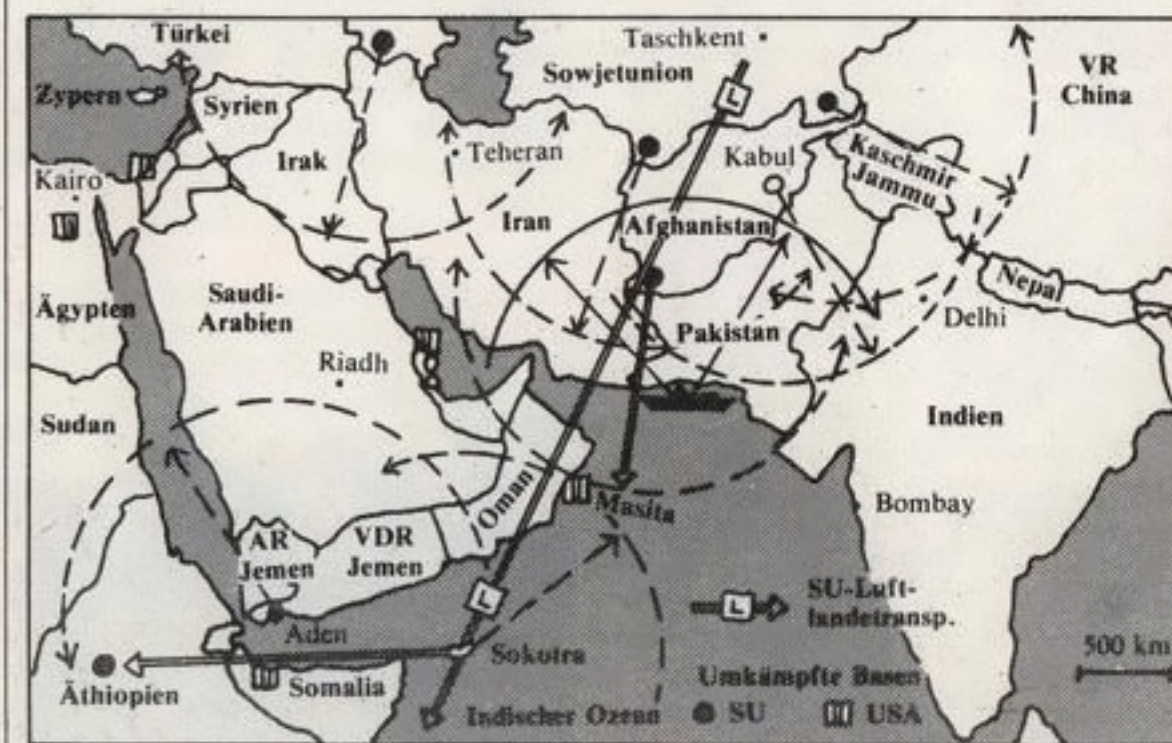 Türkei
Taschkent
Sowjetunion
VR
China
Zypern
Syrien
L
Kaschmir
Jammu
Kabul
Teheran
Irak
Kairo
Iran
Afghanistan
Nepal
Saudi-
Arabien
Ägypten
Delhi
Pakistan
Riadh
Sudan
Indien
Oman
Masita
Bombay
AR
Jemen
VDR
Jemen
L
L
SU-Luft-
landetransp.
Aden
Sokotra
500 km
Umkämpfte Basen
Äthiopien
Somalia
Indischer Ozean
SU
USA